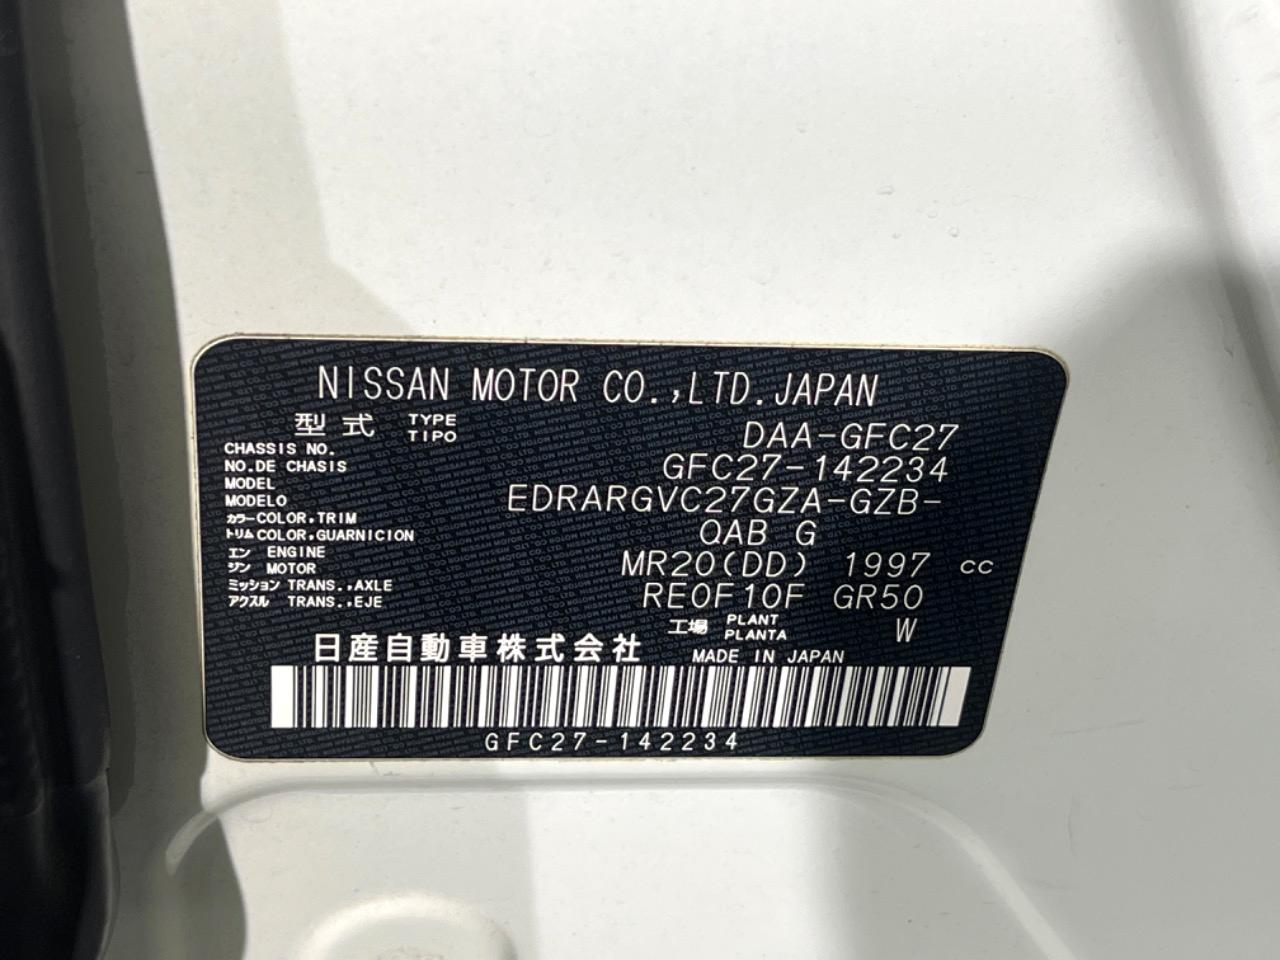 NISSAN MOTOR CO.,LTD.JAPAN
型式 TYPE DAA-GFC27
TIPO
CHASSIS NO. GFC27-142234
NO.DE CHASIS
MODEL EDRARGVC27GZA-GZB-
MODELO
カラー COLOR,TRIM QAB G
トリム COLOR,GUARNICION
エン ENGINE MR20(DD) 1997 cc
ジン MOTOR
ミッション TRANS.,AXLE RE0F10F GR50
アクスル TRANS.,EJE
工場 PLANT W
PLANTA
日産自動車株式会社 MADE IN JAPAN
GFC27-142234